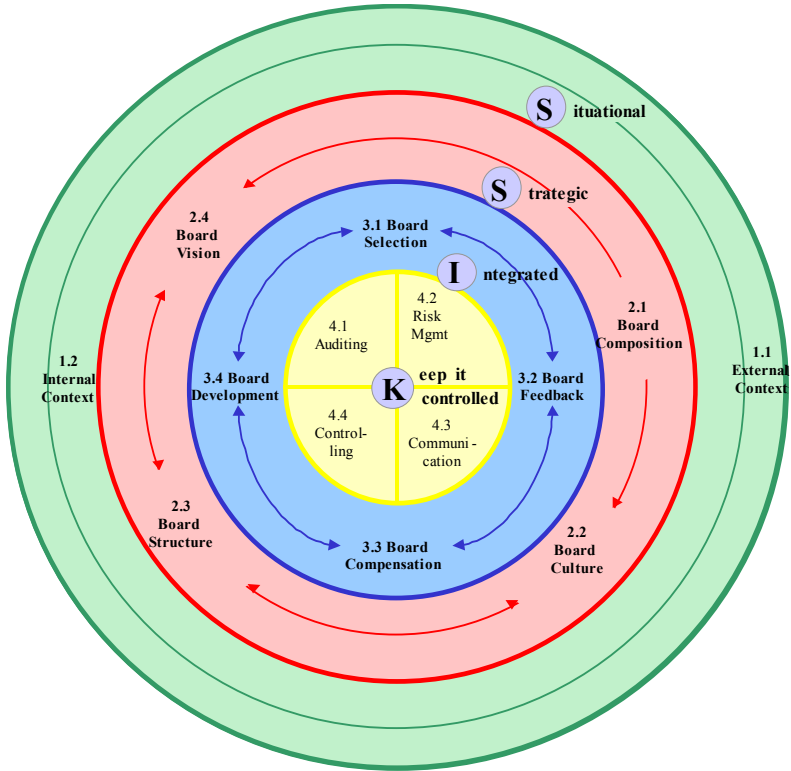 S ituational
S trategic
3.1 Board
Selection
2.4
Board
Vision
I ntegrated
4.2
Risk
Mgmt
4.1
Auditing
2.1
Board
Composition
1.2
Internal
Context
1.1
External
Context
3.4 Board
Development
K eep it
controlled
3.2 Board
Feedback
4.4
Control-
ling
4.3
Communi-
cation
2.3
Board
Structure
2.2
Board
Culture
3.3 Board
Compensation